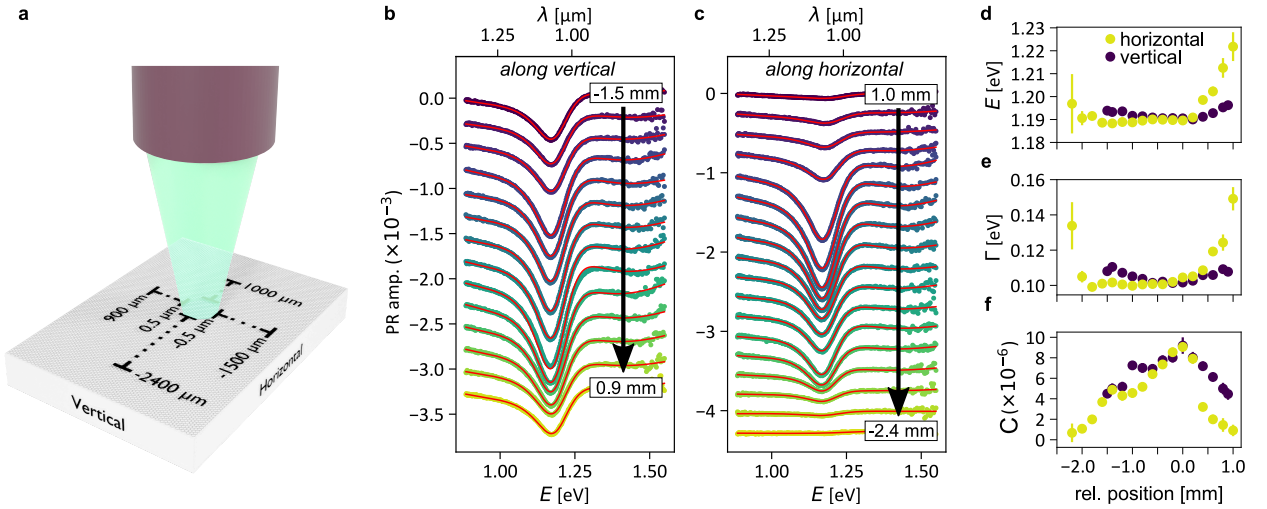 a
900 µm
1000 µm
0.5 µm
-0.5 µm
-1500 µm
-2400 µm
Horizontal
Vertical
b
λ [µm]
1.25
1.00
along vertical
-1.5 mm
0.9 mm
PR amp. (×10⁻³)
0.0
−0.5
−1.0
−1.5
−2.0
−2.5
−3.0
−3.5
1.00
1.25
1.50
E [eV]
c
λ [µm]
1.25
1.00
along horizontal
1.0 mm
-2.4 mm
0
−1
−2
−3
−4
1.00
1.25
1.50
E [eV]
d
horizontal
vertical
E [eV]
1.23
1.22
1.21
1.20
1.19
1.18
e
Γ [eV]
0.16
0.14
0.12
0.10
f
C(×10⁻⁶)
10
8
6
4
2
0
−2.0
−1.0
0.0
1.0
rel. position [mm]